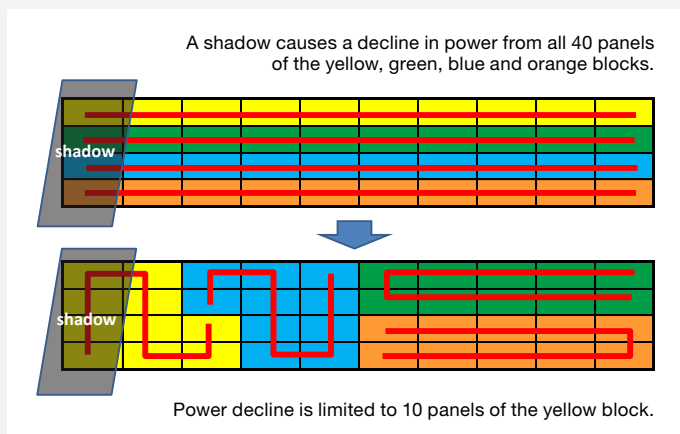 A shadow causes a decline in power from all 40 panels
of the yellow, green, blue and orange blocks.
shadow
shadow
Power decline is limited to 10 panels of the yellow block.